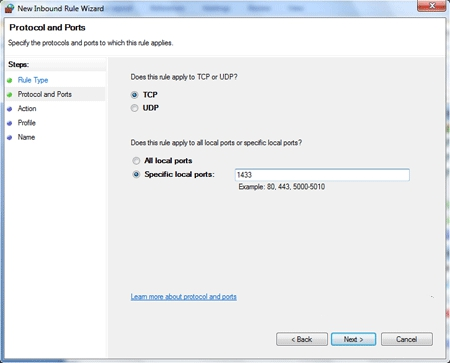 New Inbound Rule Wizard
Protocol and Ports
Specify the protocols and ports to which this rule applies.
Steps:
Rule Type
Protocol and Ports
Action
Profile
Name
Does this rule apply to TCP or UDP?
TCP
UDP
Does this rule apply to all local ports or specific local ports?
All local ports
Specific local ports:
1433
Example: 80, 443, 5000-5010
Learn more about protocol and ports
< Back
Next >
Cancel